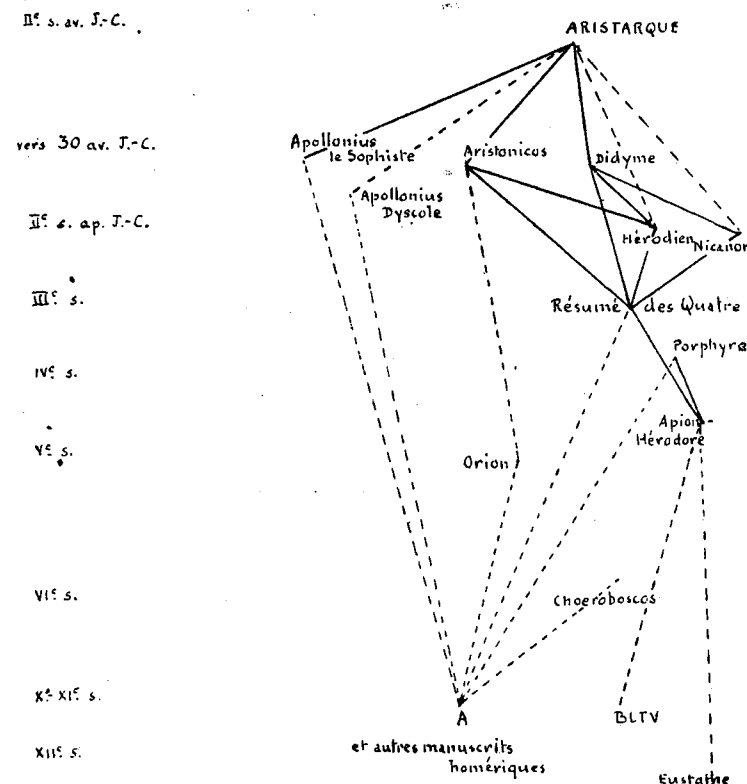 IIe s. av. J.-C.
ARISTARQUE
vers 30 av. J.-C.
Apollonius
le Sophiste
Aristonicos
Didyme
Apollonius
Dyscole
IIe s. ap. J.-C.
Hérodien
Nicanor
IIIe s.
Résumé des Quatre
Porphyre
IVe s.
Apion-
Hérodore
Ve s.
Orion
VIe s.
Choeroboscos
Xe-XIe s.
A
BLTV
et autres manuscrits
homériques
XIIe s.
Eustathe